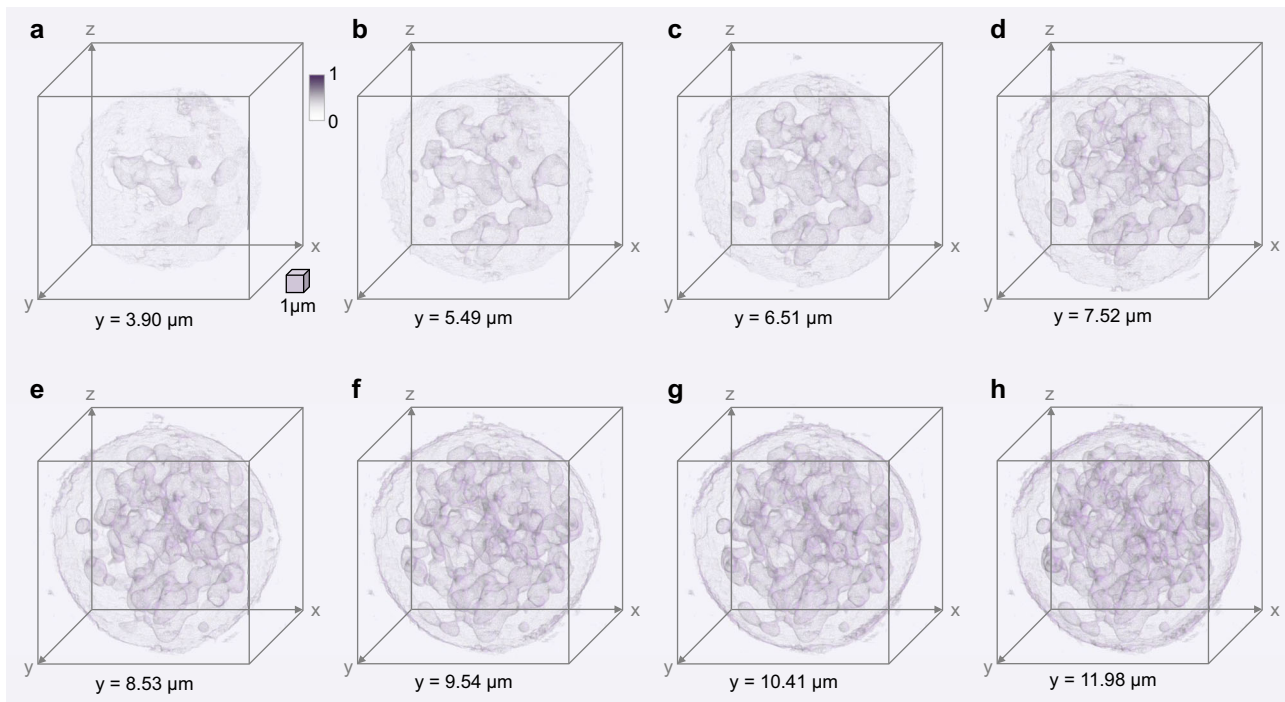 a
z
1
0
x
y
1μm
y = 3.90 μm
b
z
x
y
y = 5.49 μm
c
z
x
y
y = 6.51 μm
d
z
x
y
y = 7.52 μm
e
z
x
y
y = 8.53 μm
f
z
x
y
y = 9.54 μm
g
z
x
y
y = 10.41 μm
h
z
x
y
y = 11.98 μm